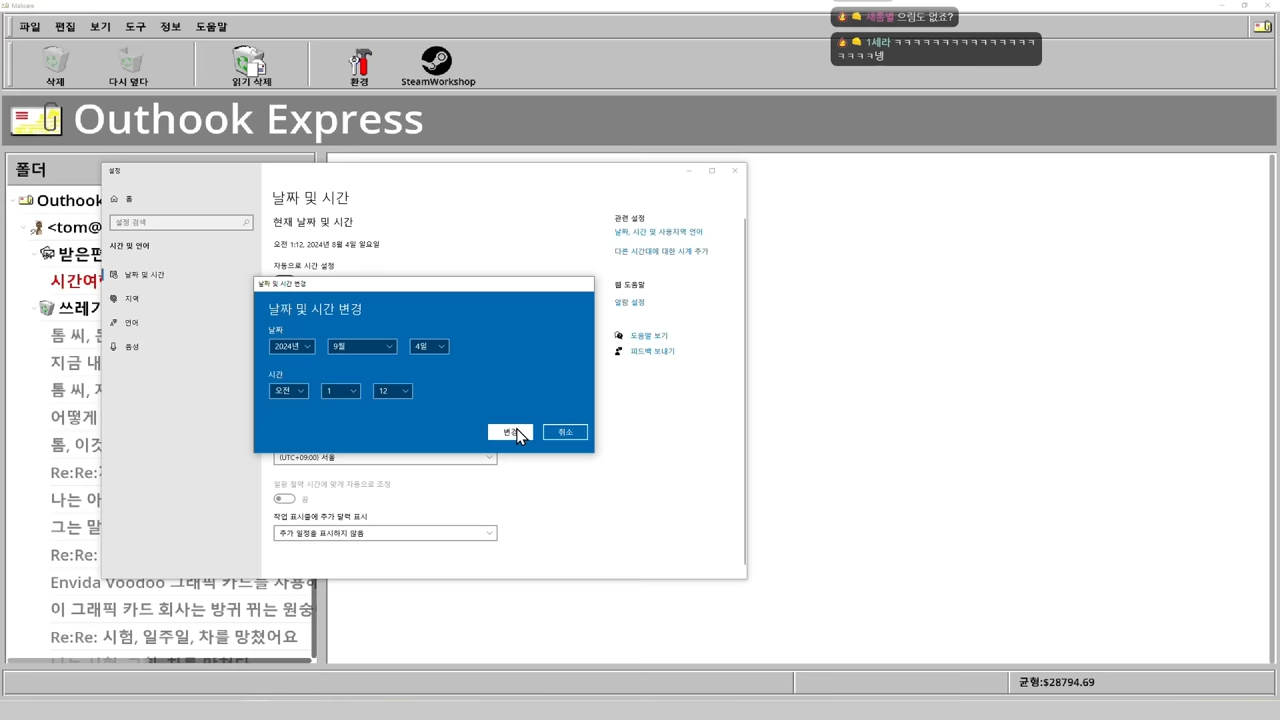 Malware
파일 편집 보기 도구 정보 도움말
새롬별 으림도 없죠?
1세라 ㅋㅋㅋㅋㅋㅋㅋㅋㅋㅋㅋㅋㅋㅋㅋ
ㅋㅋㅋㅋ넹
삭제
다시 덮다
읽기 삭제
환경
SteamWorkshop
Outhook Express
폴더
Outhook
<tom@
시간여
톰 씨,
지금 내
톰 씨,
어떻게
톰, 이것
Re:Re:
나는 아
그는 말
Re:Re:
Envida Voodoo 그래픽 카드를 사용
이 그래픽 카드 회사는 방귀 뀌는 원숭
Re:Re: 시험, 일주일, 차를 망쳤어요
설정
홈
설정 검색
시간 및 언어
날짜 및 시간
지역
언어
음성
날짜 및 시간
현재 날짜 및 시간
오전 1:12, 2024년 8월 4일 일요일
자동으로 시간 설정
관련 설정
날짜, 시간 및 사용지역 언어
다른 시간대에 대한 시계 추가
웹 도움말
알람 설정
도움말 보기
피드백 보내기
날짜 및 시간 변경
날짜 및 시간 변경
날짜
2024년 9월 4일
시간
오전 1 12
변경 취소
(UTC+09:00) 서울
일광 절약 시간에 맞게 자동으로 조정
끔
작업 표시줄에 추가 달력 표시
추가 일정을 표시하지 않음
균형:$28794.69